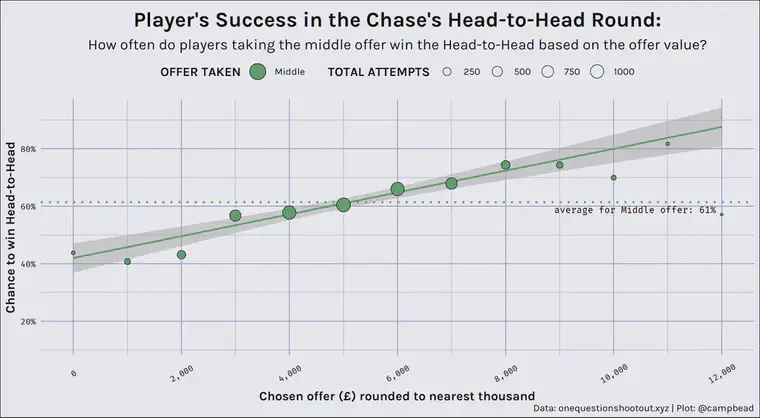 Player's Success in the Chase's Head-to-Head Round:
How often do players taking the middle offer win the Head-to-Head based on the offer value?
OFFER TAKEN Middle TOTAL ATTEMPTS 250 500 750 1000
Chance to win Head-to-Head
80%
60%
40%
20%
average for Middle offer: 61%
0 2,000 4,000 6,000 8,000 10,000 12,000
Chosen offer (£) rounded to nearest thousand
Data: onequestionshootout.xyz | Plot: @campbead